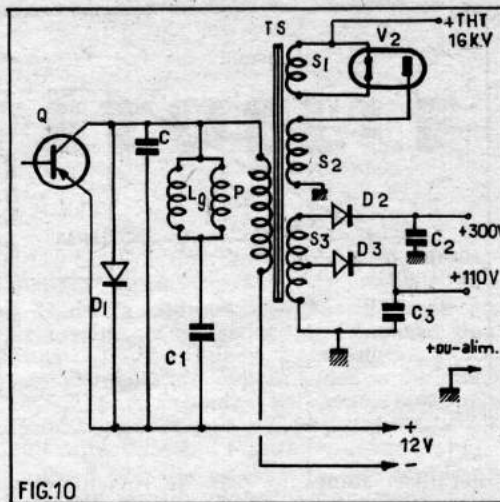 TS
+THT
16K.V
V2
S1
Q
C
S2
Lg
P
D2
S3
D3
+300V
C2
D1
+110V
C3
C1
+ou-alim.
+
12V
-
FIG.10